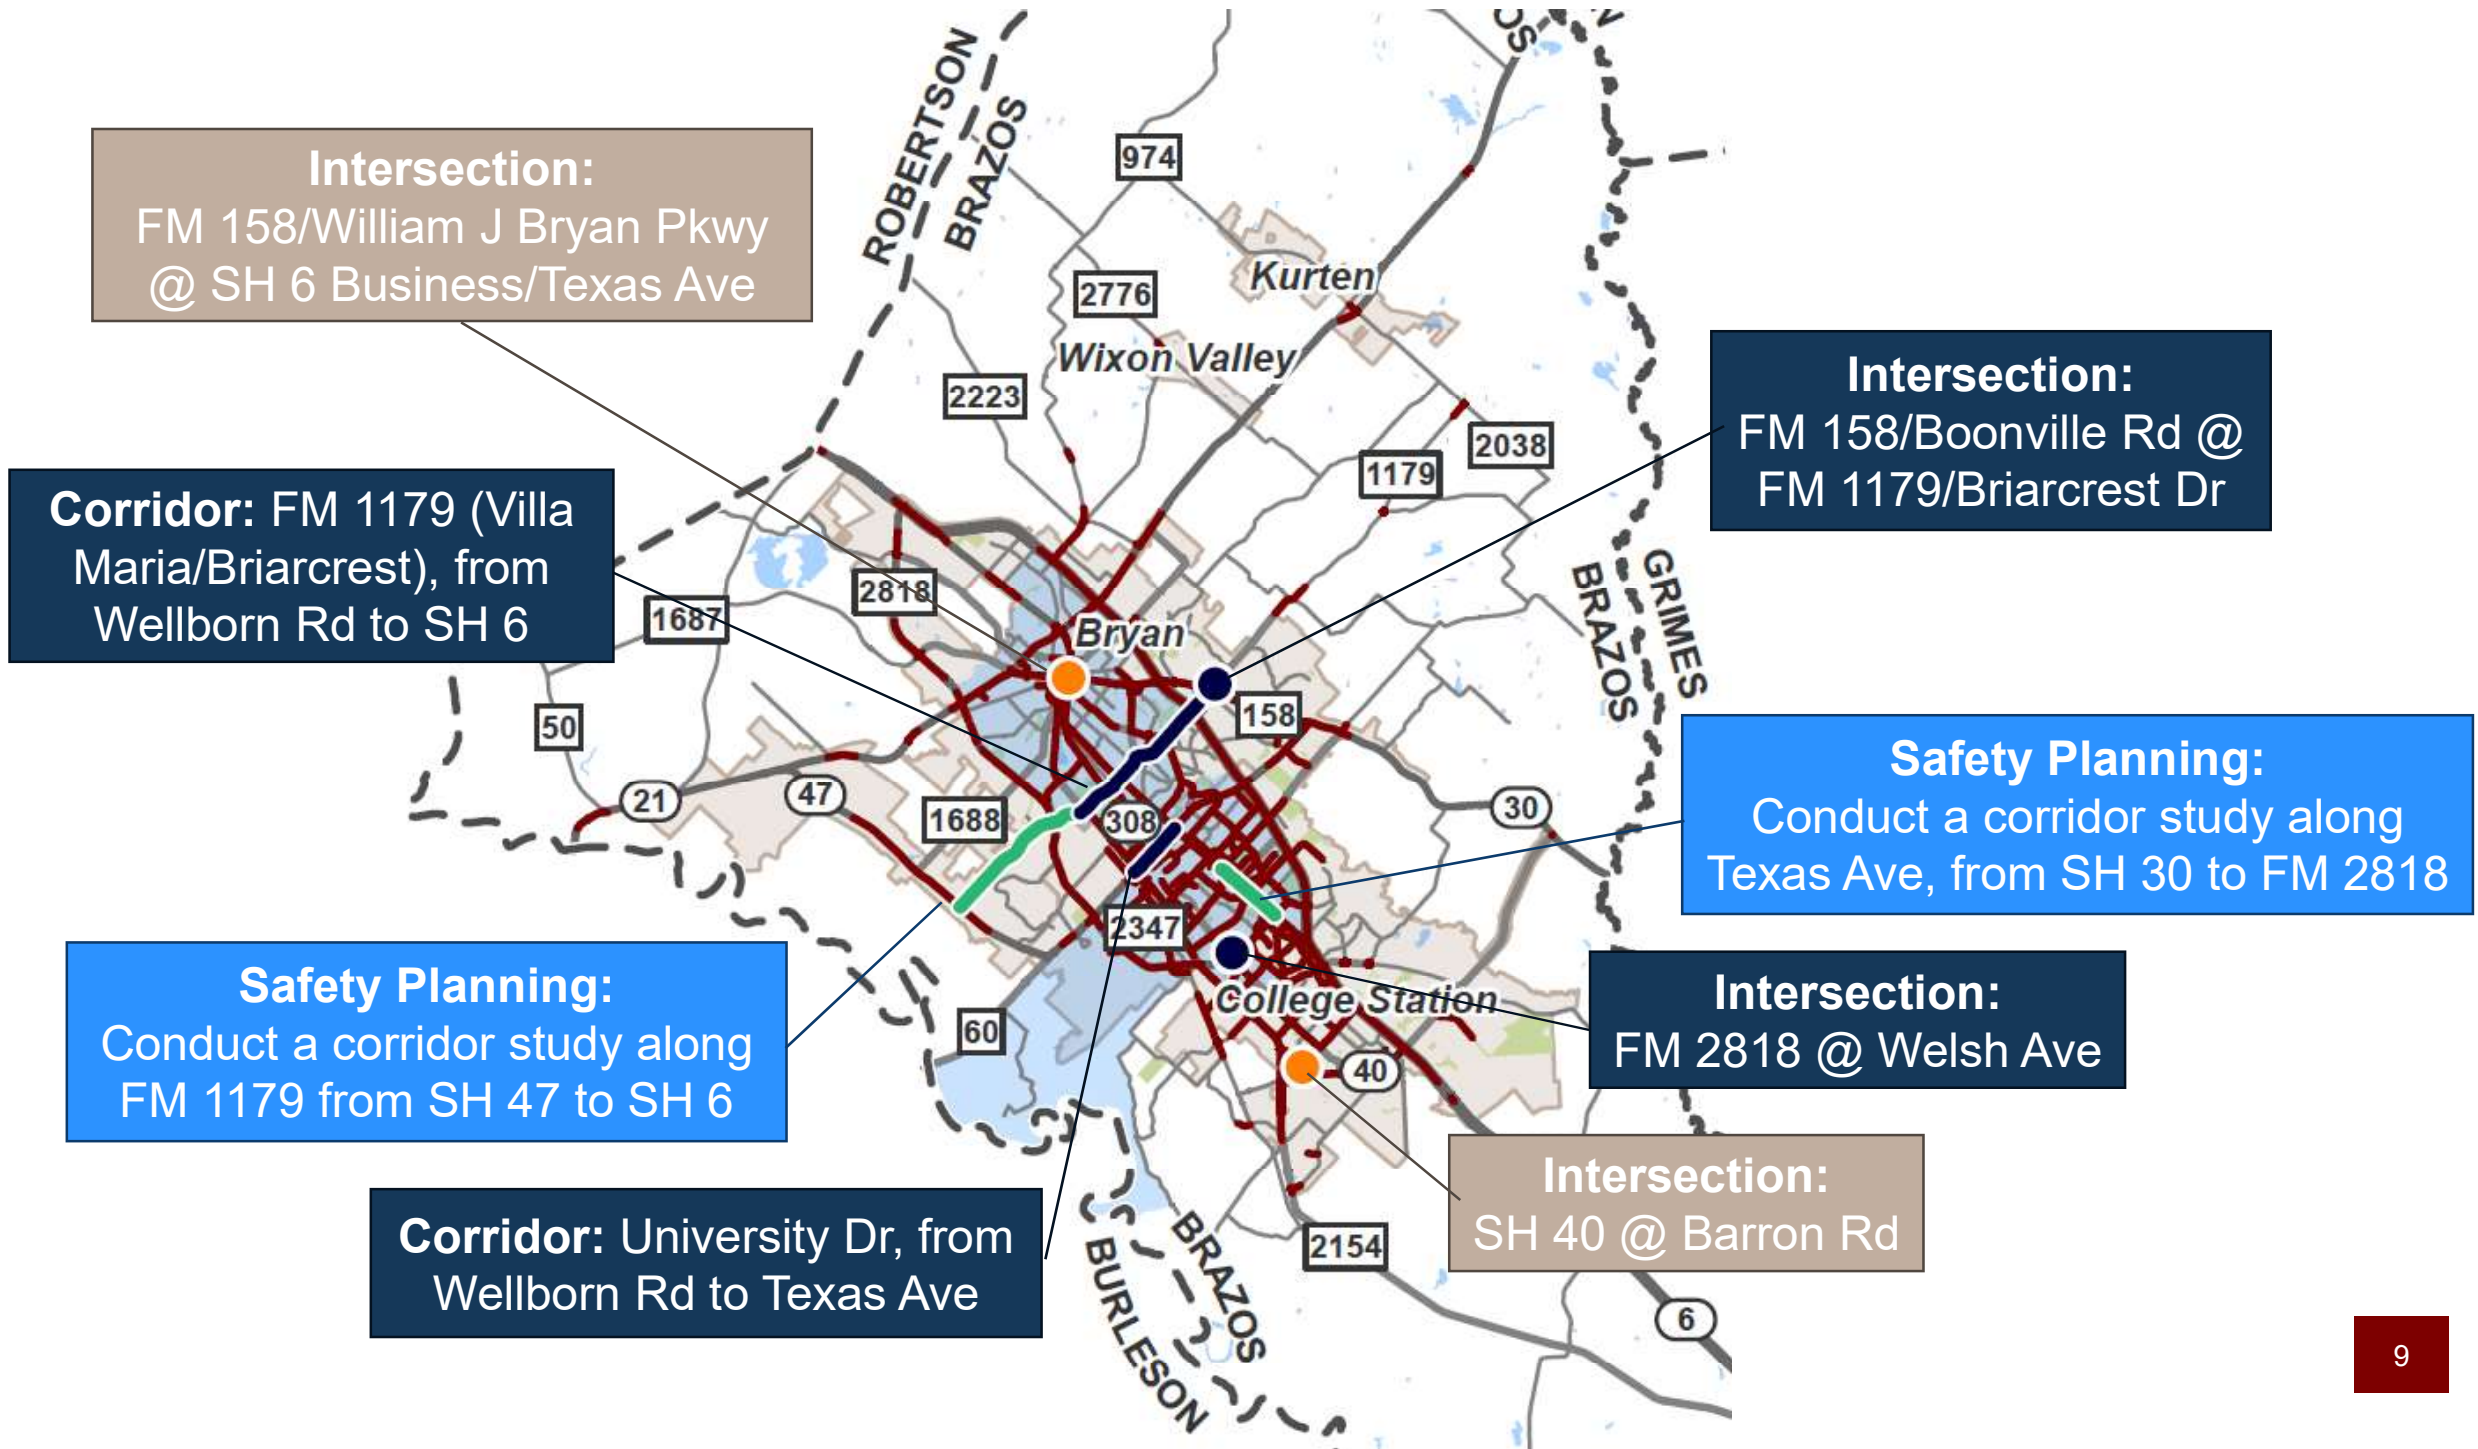 ROBERTSON
BRAZOS
OS
N
974
Intersection:
FM 158/William J Bryan Pkwy
@ SH 6 Business/Texas Ave
2776
Kurten
Wixon Valley
2223
Intersection:
FM 158/Boonville Rd @
FM 1179/Briarcrest Dr
2038
1179
Corridor: FM 1179 (Villa
Maria/Briarcrest), from
Wellborn Rd to SH 6
2818
1687
Bryan
GRIMES
BRAZOS
50
158
Safety Planning:
Conduct a corridor study along
Texas Ave, from SH 30 to FM 2818
21
47
1688
308
30
2347
Safety Planning:
Conduct a corridor study along
FM 1179 from SH 47 to SH 6
60
College Station
Intersection:
FM 2818 @ Welsh Ave
40
Intersection:
SH 40 @ Barron Rd
Corridor: University Dr, from
Wellborn Rd to Texas Ave
BRAZOS
BURLESON
2154
6
9